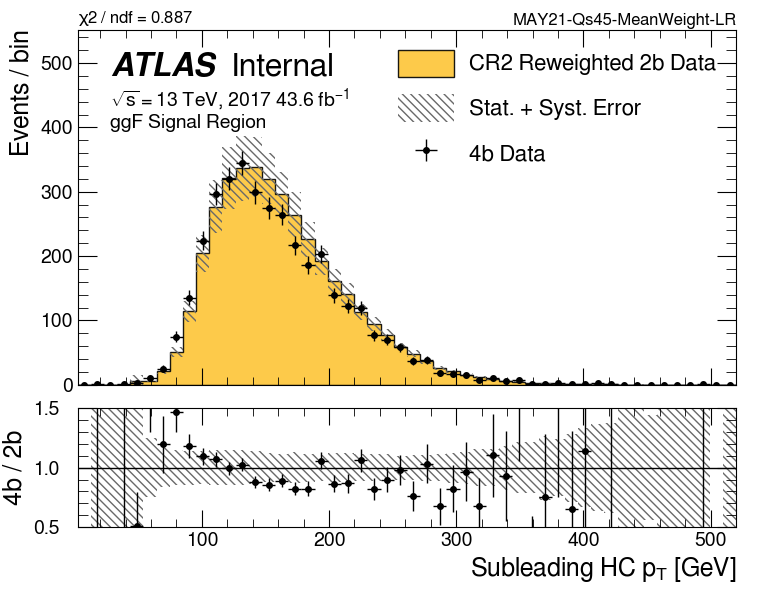 χ2 / ndf = 0.887
MAY21-Qs45-MeanWeight-LR
Events / bin
500
400
300
200
100
0
ATLAS Internal
√s = 13 TeV, 2017 43.6 fb−1
ggF Signal Region
CR2 Reweighted 2b Data
Stat. + Syst. Error
4b Data
4b / 2b
1.5
1.0
0.5
100 200 300 400 500
Subleading HC pT [GeV]